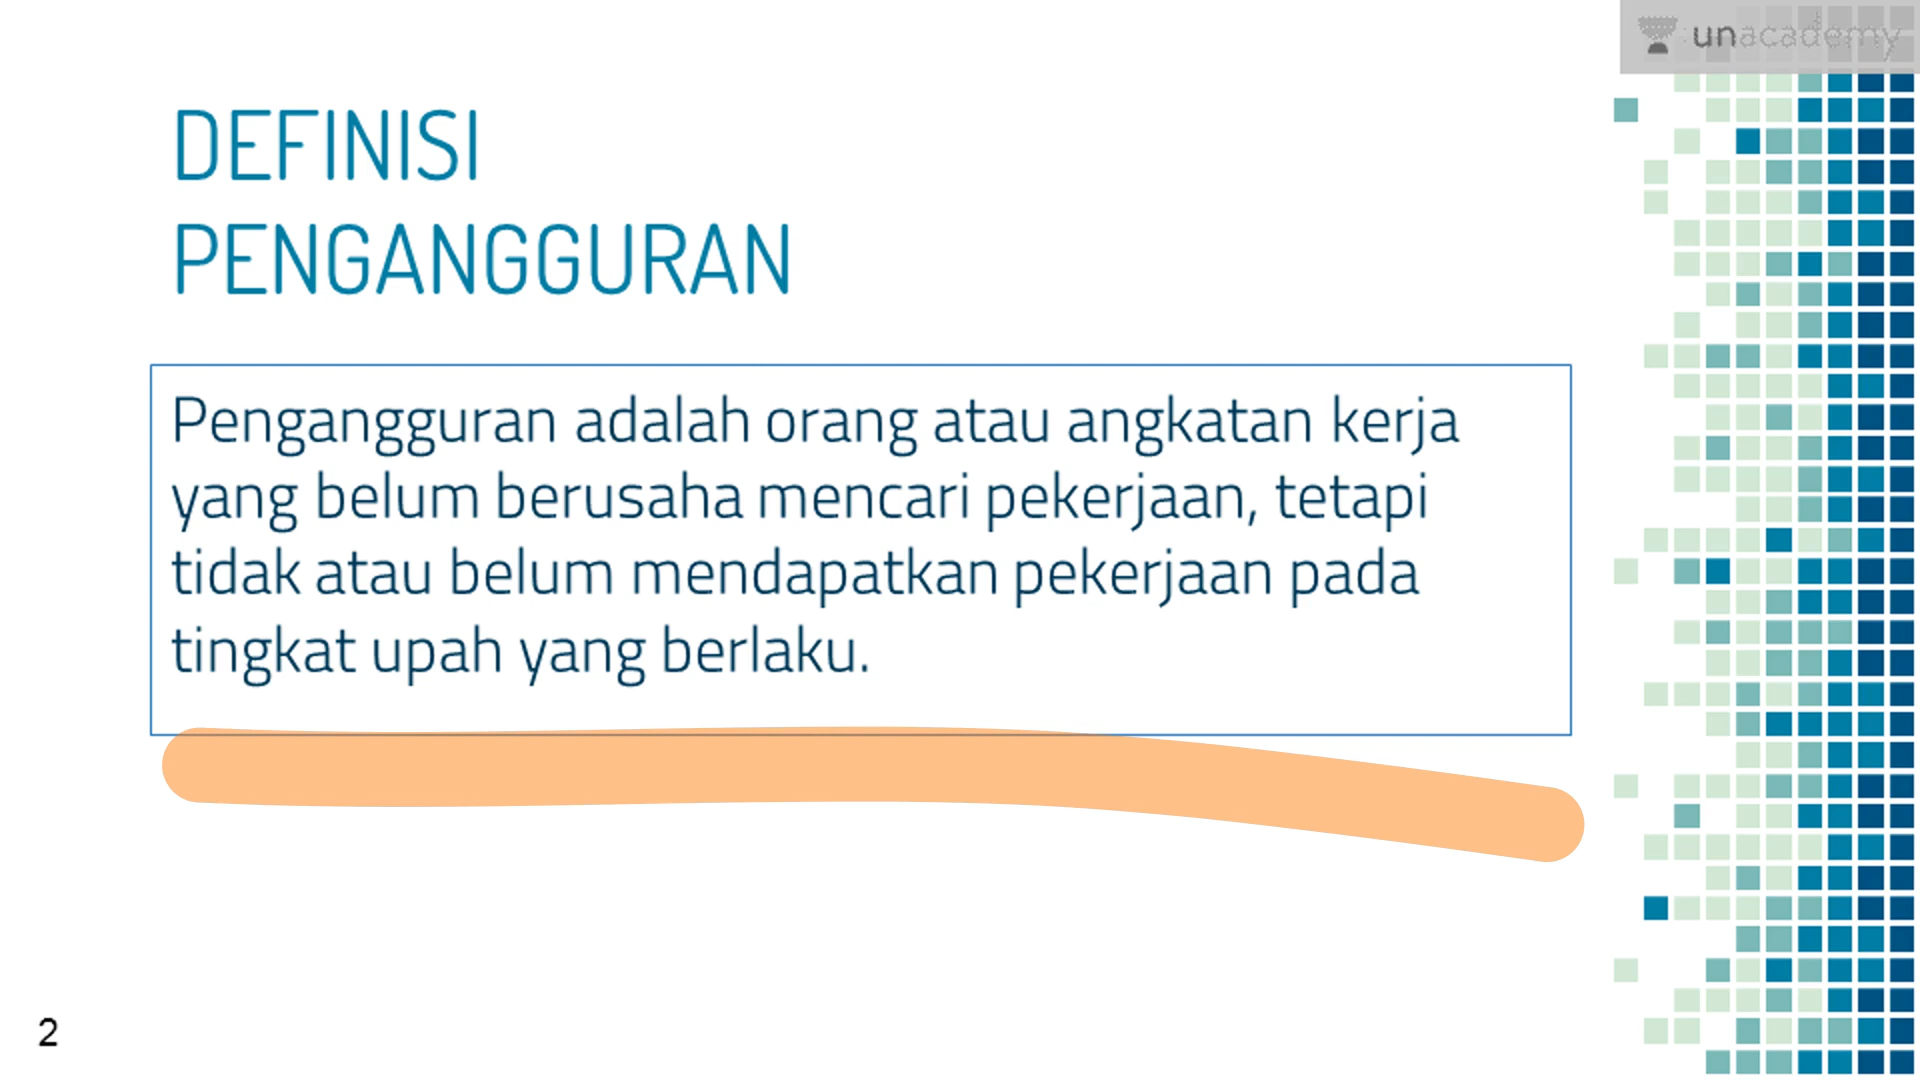 unacademy
DEFINISI
PENGANGGURAN
Pengangguran adalah orang atau angkatan kerja
yang belum berusaha mencari pekerjaan, tetapi
tidak atau belum mendapatkan pekerjaan pada
tingkat upah yang berlaku.
2